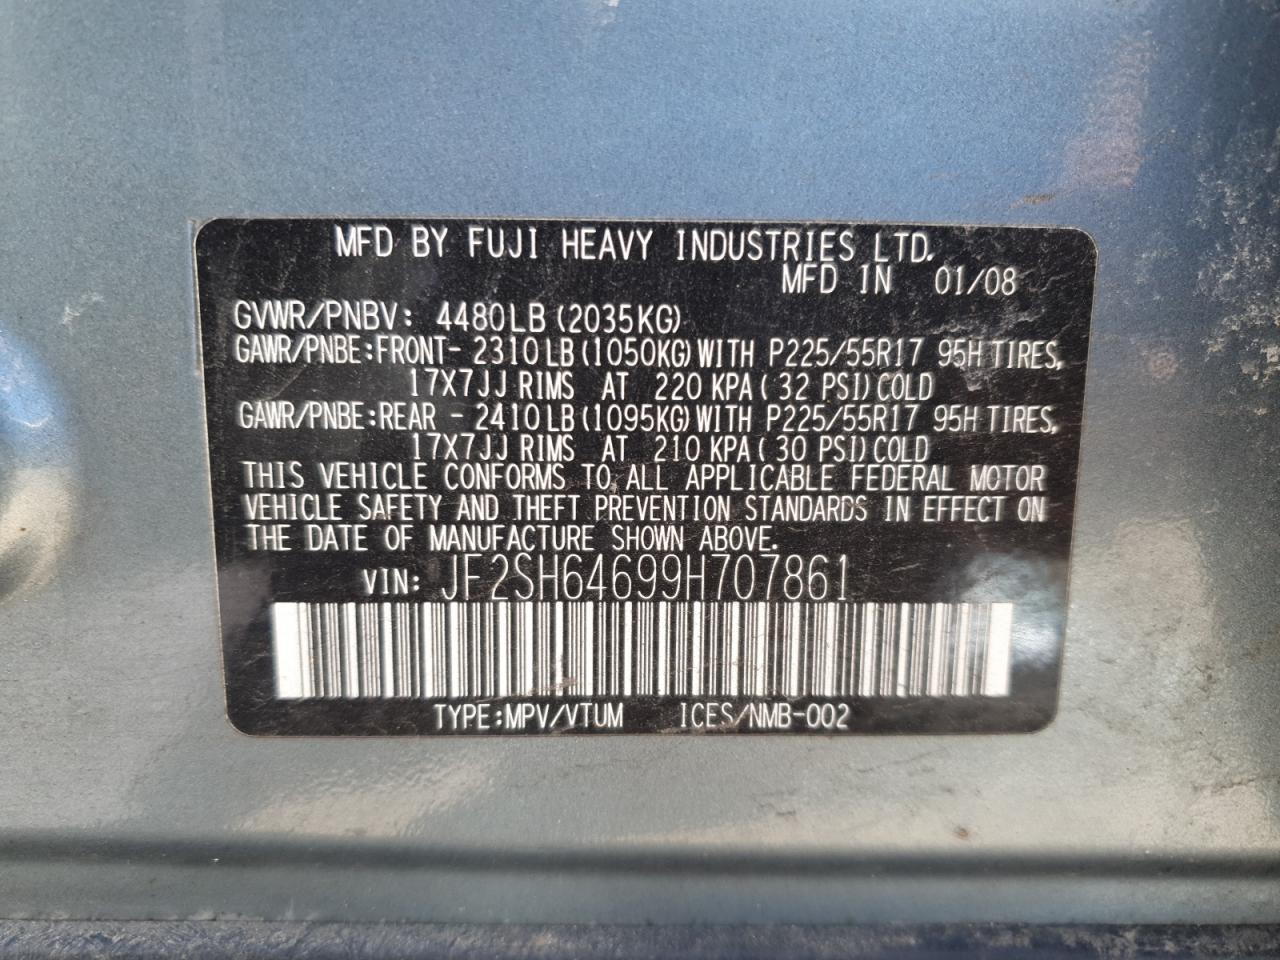 MFD BY FUJI HEAVY INDUSTRIES LTD.
MFD IN 01/08
GVWR/PNBV: 4480LB (2035KG)
GAWR/PNBE:FRONT- 2310LB (1050KG) WITH P225/55R17 95H TIRES,
17X7JJ RIMS AT 220 KPA ( 32 PSI) COLD
GAWR/PNBE:REAR - 2410LB (1095KG) WITH P225/55R17 95H TIRES,
17X7JJ RIMS AT 210 KPA ( 30 PSI) COLD
THIS VEHICLE CONFORMS TO ALL APPLICABLE FEDERAL MOTOR
VEHICLE SAFETY AND THEFT PREVENTION STANDARDS IN EFFECT ON
THE DATE OF MANUFACTURE SHOWN ABOVE.
VIN: JF2SH64699H707861
TYPE:MPV/VTUM ICES/NMB-002